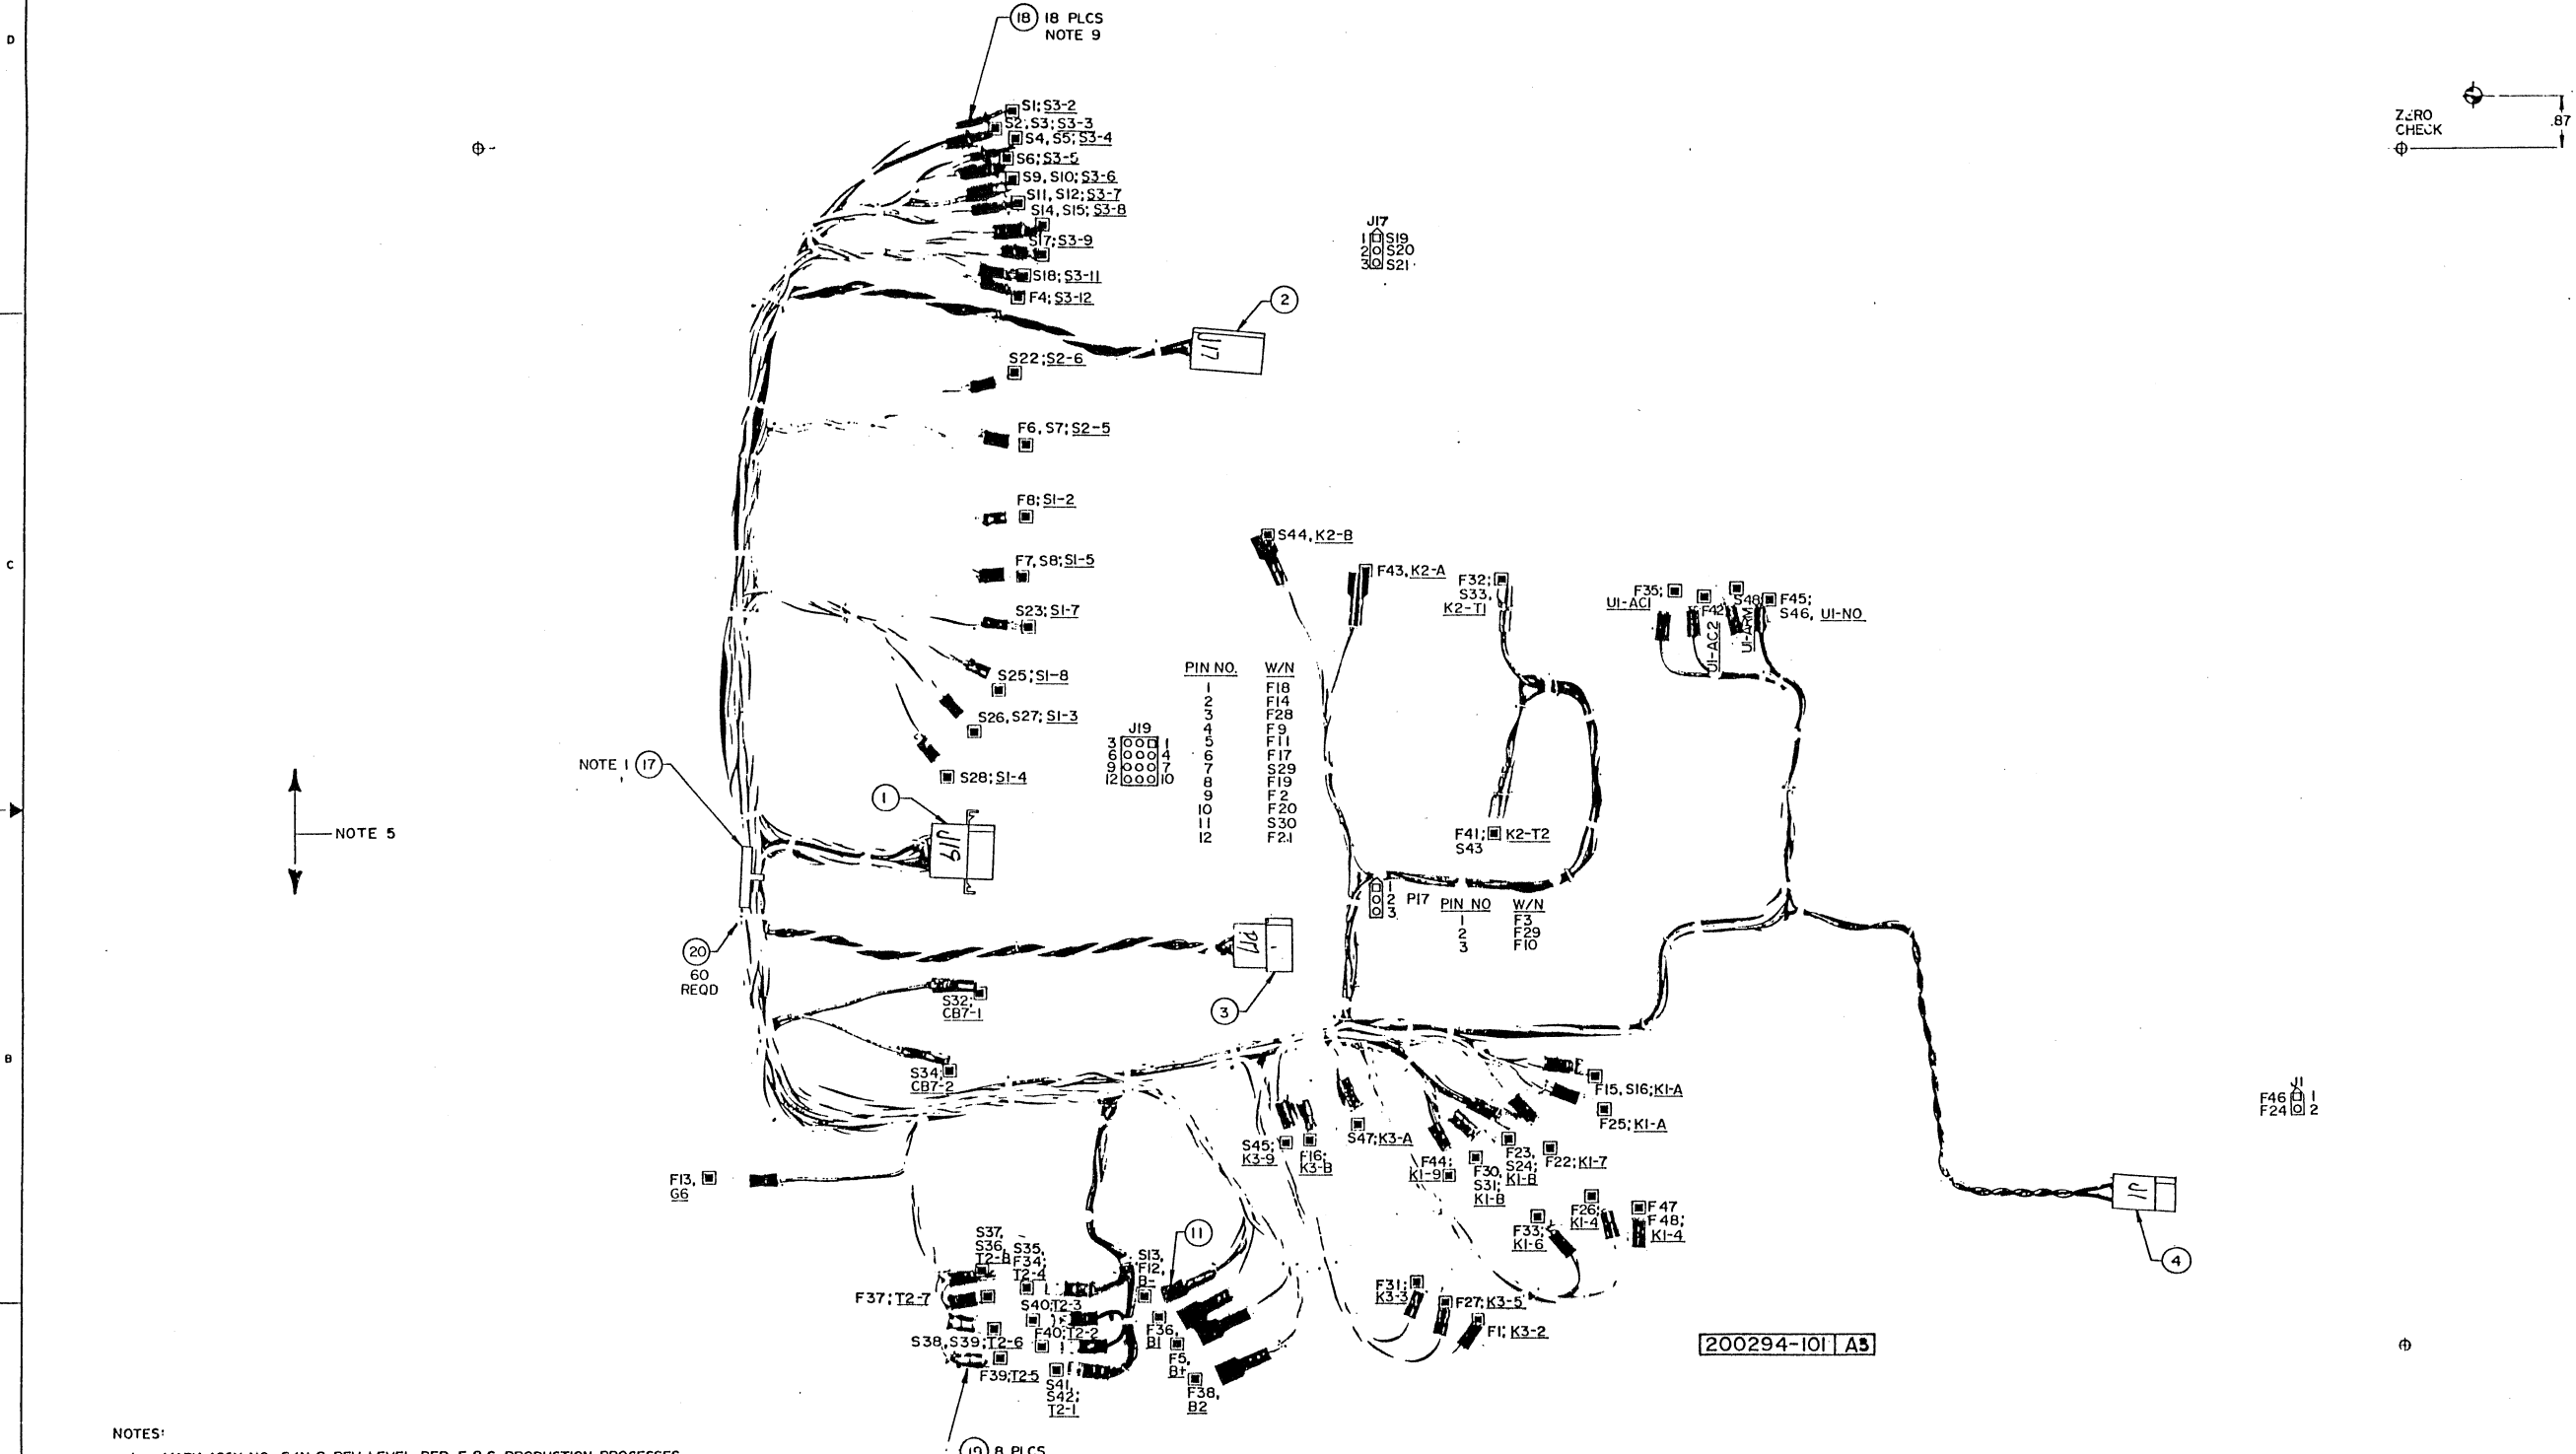 D
18 18 PLCS
NOTE 9
S1; S3-2
S2, S3; S3-3
S4, S5; S3-4
S6; S3-5
S9, S10; S3-6
S11, S12; S3-7
S14, S15; S3-8
S17; S3-9
S18; S3-11
F4; S3-12
CHECK
.87
J17
1 S19
2 S20
3 S21
2
J17
S22; S2-6
F6, S7; S2-5
F8; S1-2
C
F7, S8; S1-5
S23; S1-7
S25; S1-8
S26, S27; S1-3
S28; S1-4
S44, K2-B
F43, K2-A
F32;
S33,
K2-T1
F35;
U1-AC1
F42
U1-AC2
S48
U1-ARM
F45;
S46, U1-NO
PIN NO. W/N
1 F18
2 F14
3 F28
4 F9
5 F11
6 F17
7 S29
8 F19
9 F2
10 F20
11 S30
12 F21
J19
3 1
6 4
9 7
12 10
NOTE 1 17
1
J19
NOTE 5
F41; K2-T2
S43
1
2 P17
3
PIN NO W/N
1 F3
2 F29
3 F10
20
60
REQD
P17
3
S32;
CB7-1
B
S34;
CB7-2
F15, S16; K1-A
F25; K1-A
S45;
K3-9
F16;
K3-B
S47; K3-A
F44;
K1-9
F30,
S31;
K1-B
F23,
S24;
K1-B
F22; K1-7
J1
F46 1
F24 2
F13,
G6
F33;
K1-6
F26;
K1-4
F47
F48;
K1-4
J1
4
S37,
S36,
T2-8
S35,
F34;
T2-4
S13,
F12,
B-
11
F37; T2-7
S40; T2-3
S38, S39; T2-6
F40; T2-2
F36,
B1
F39; T2-5
S41,
S42;
T2-1
F5,
B+
F38,
B2
F31;
K3-3
F27; K3-5
F1; K3-2
200294-101 A3
NOTES:
19 8 PLCS